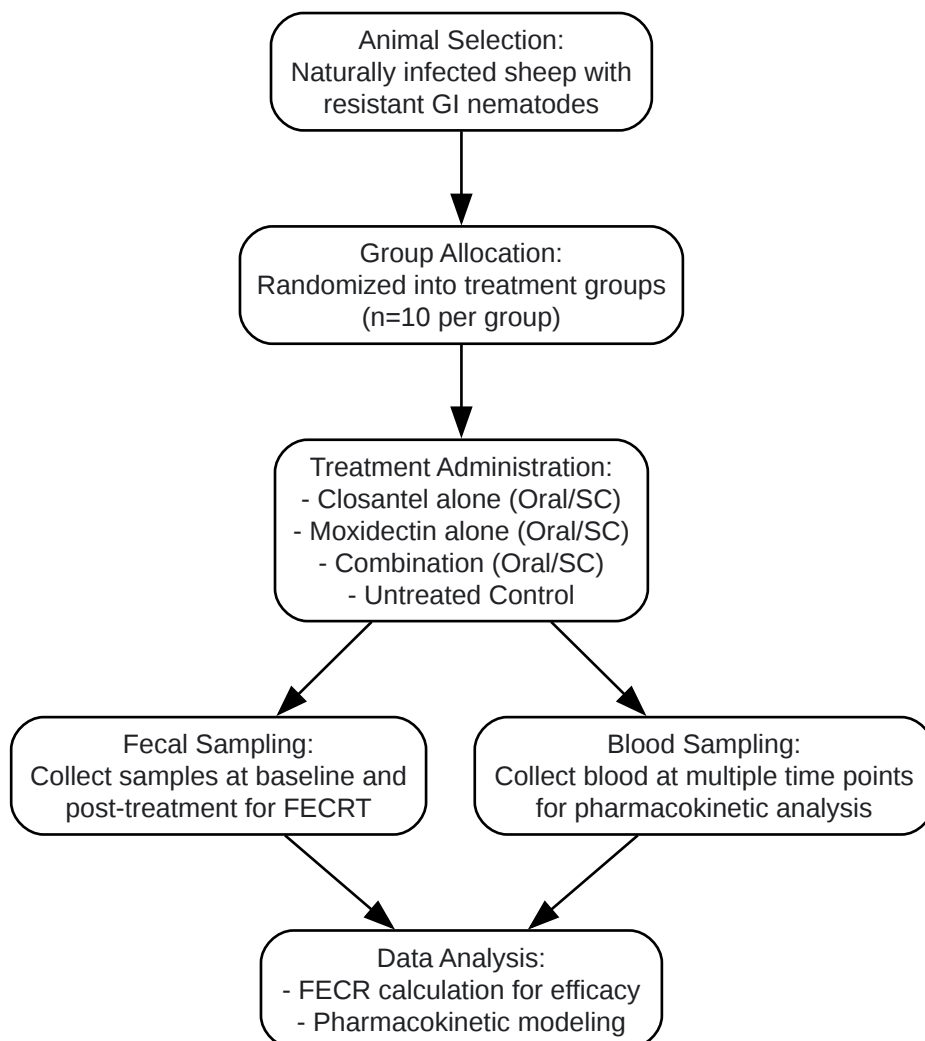 Animal Selection:
Naturally infected sheep with
resistant GI nematodes
Group Allocation:
Randomized into treatment groups
(n=10 per group)
Treatment Administration:
- Closantel alone (Oral/SC)
- Moxidectin alone (Oral/SC)
- Combination (Oral/SC)
- Untreated Control
Fecal Sampling:
Collect samples at baseline and
post-treatment for FECRT
Blood Sampling:
Collect blood at multiple time points
for pharmacokinetic analysis
Data Analysis:
- FECR calculation for efficacy
- Pharmacokinetic modeling